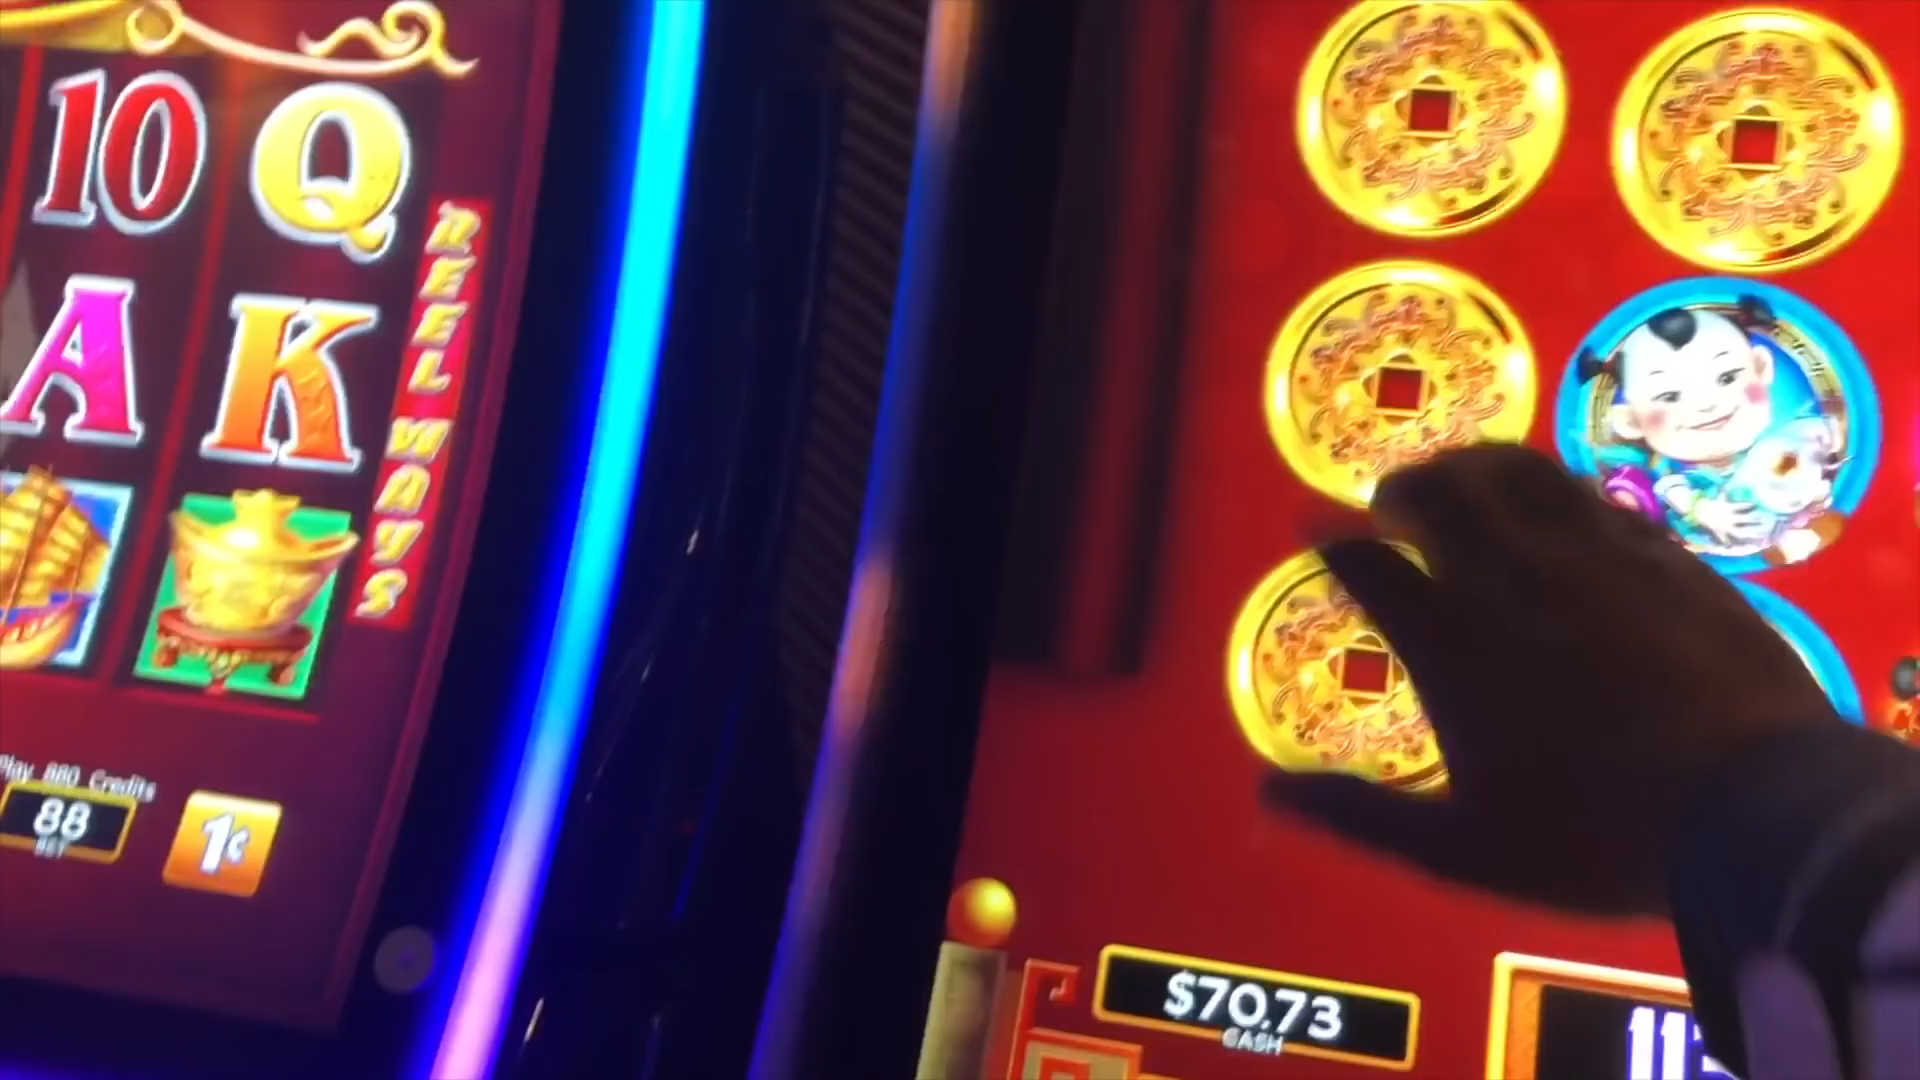 10 Q
A K
REEL WAYS
Play 880 Credits
88
BET
1¢
$70.73
CASH